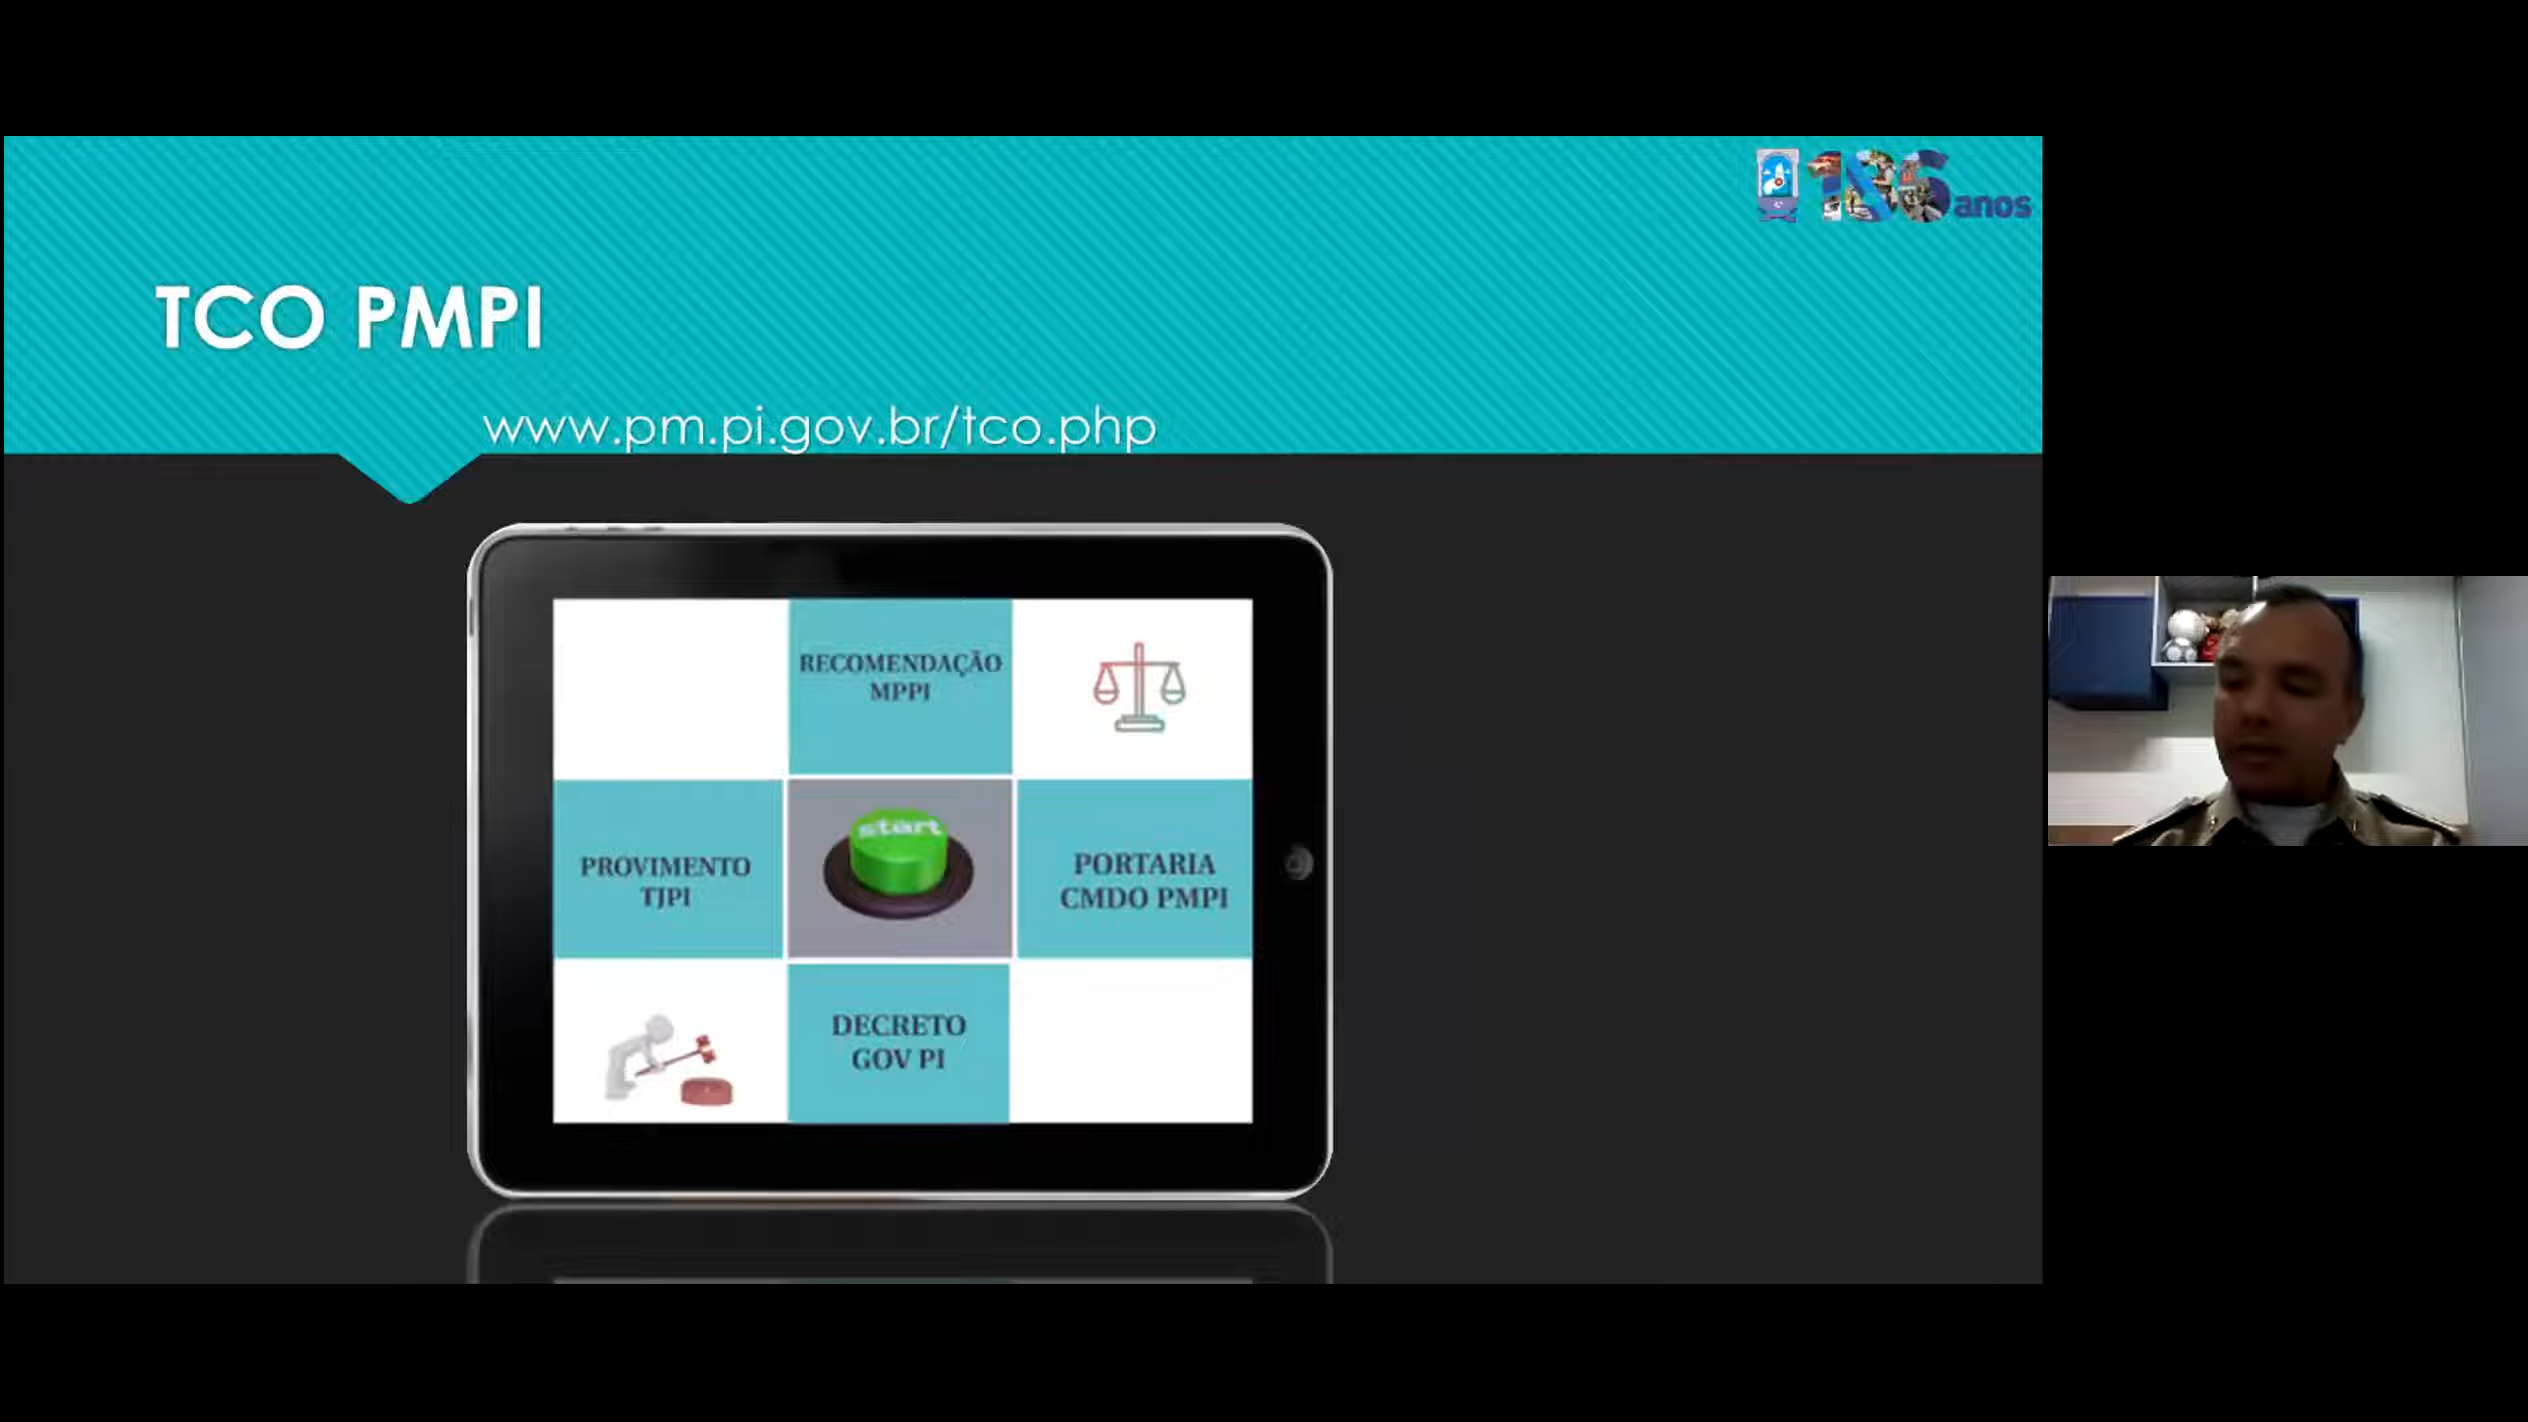 186 anos
TCO PMPI
www.pm.pi.gov.br/tco.php
RECOMENDAÇÃO
MPPI
PROVIMENTO
TJPI
start
PORTARIA
CMDO PMPI
DECRETO
GOV PI